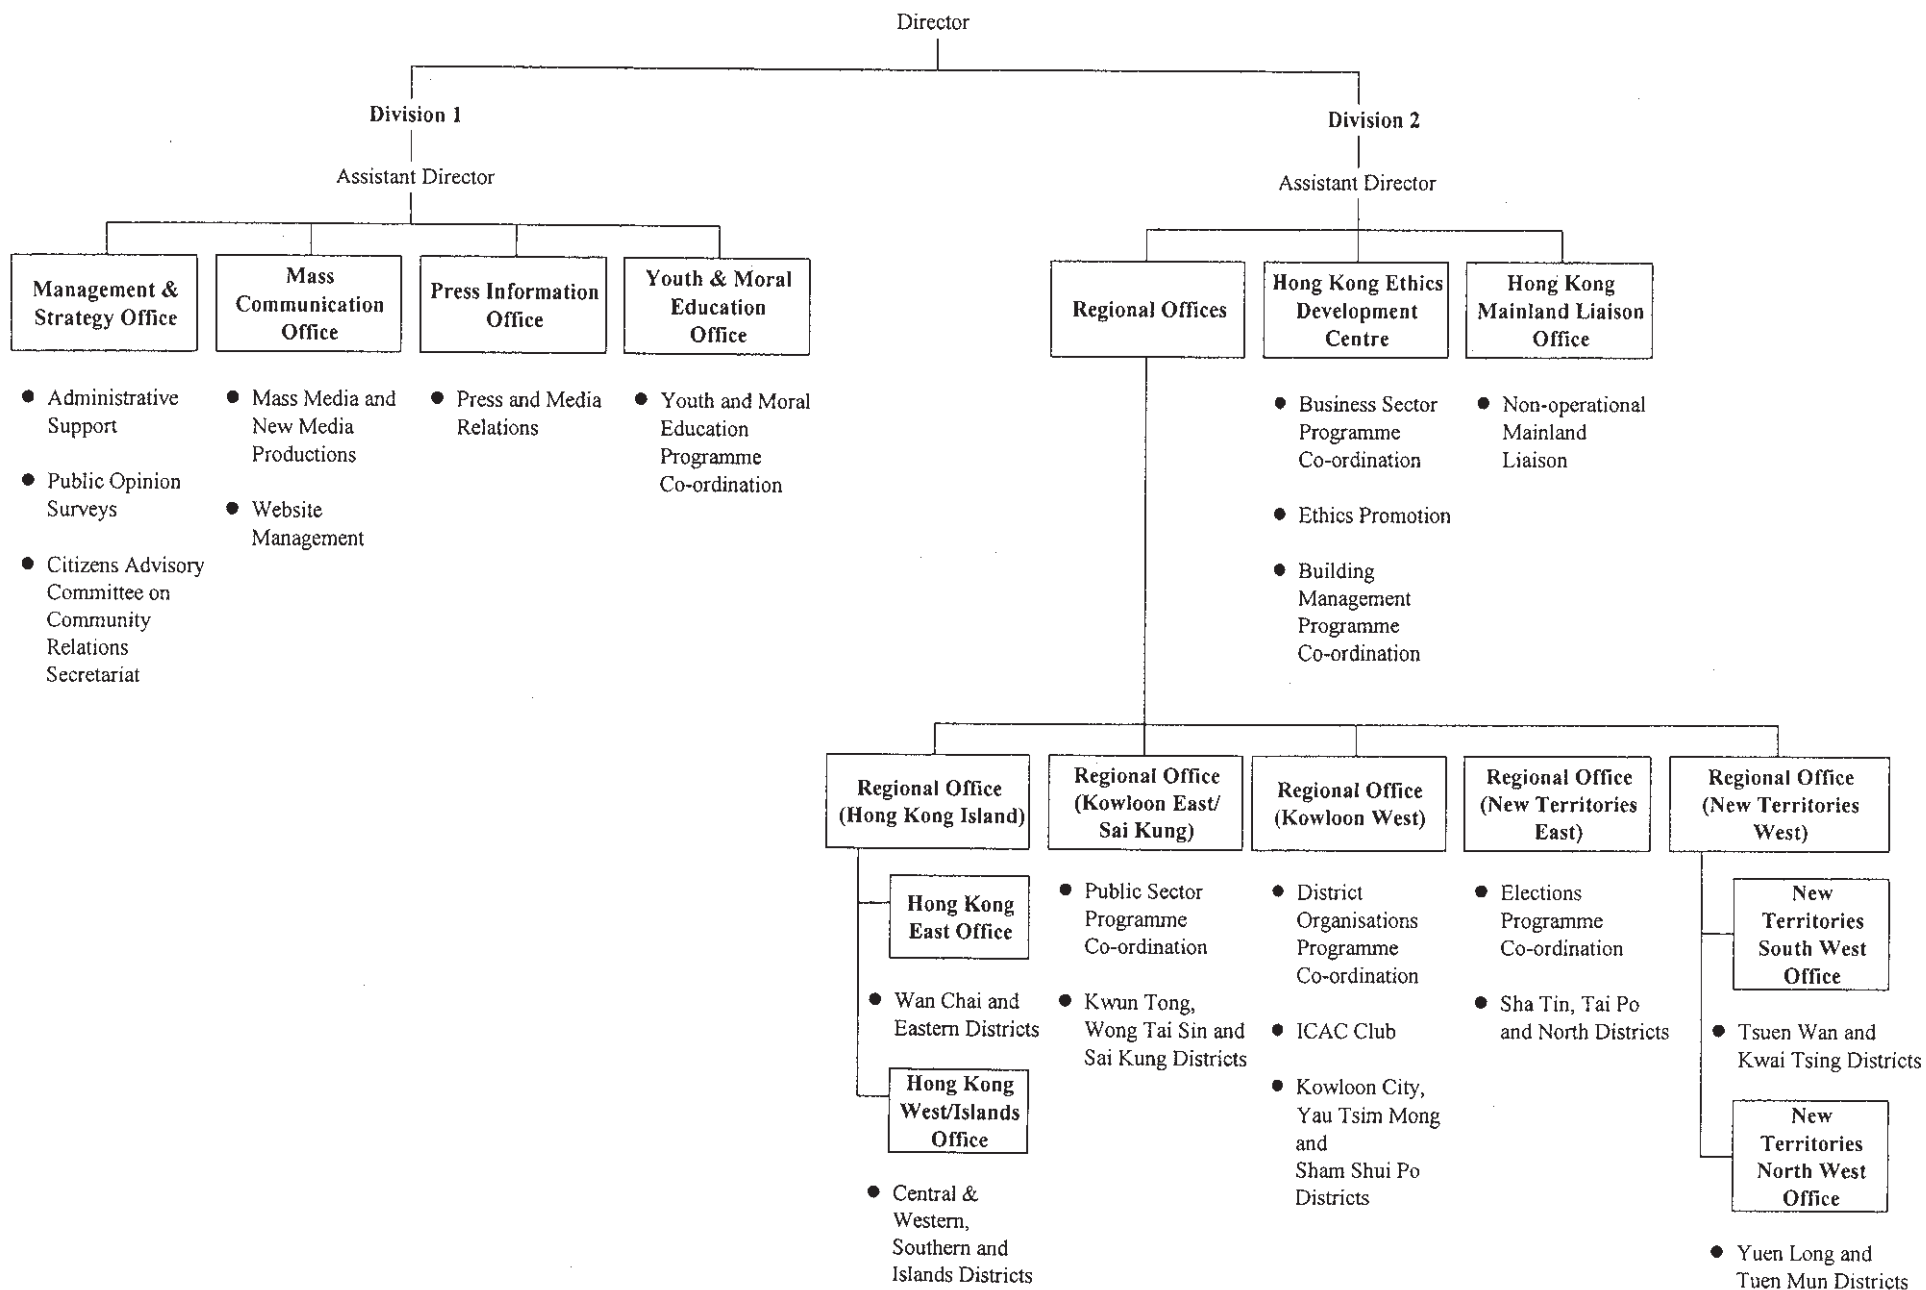 Director
Division 1
Assistant Director
Management &
Strategy Office
● Administrative
Support
● Public Opinion
Surveys
● Citizens Advisory
Committee on
Community
Relations
Secretariat
Mass
Communication
Office
● Mass Media and
New Media
Productions
● Website
Management
Press Information
Office
● Press and Media
Relations
Youth & Moral
Education
Office
● Youth and Moral
Education
Programme
Co-ordination
Division 2
Assistant Director
Regional Offices
Hong Kong Ethics
Development
Centre
● Business Sector
Programme
Co-ordination
● Ethics Promotion
● Building
Management
Programme
Co-ordination
Hong Kong
Mainland Liaison
Office
● Non-operational
Mainland
Liaison
Regional Office
(Hong Kong Island)
Hong Kong
East Office
● Wan Chai and
Eastern Districts
Hong Kong
West/Islands
Office
● Central &
Western,
Southern and
Islands Districts
Regional Office
(Kowloon East/
Sai Kung)
● Public Sector
Programme
Co-ordination
● Kwun Tong,
Wong Tai Sin and
Sai Kung Districts
Regional Office
(Kowloon West)
● District
Organisations
Programme
Co-ordination
● ICAC Club
● Kowloon City,
Yau Tsim Mong
and
Sham Shui Po
Districts
Regional Office
(New Territories
East)
● Elections
Programme
Co-ordination
● Sha Tin, Tai Po
and North Districts
Regional Office
(New Territories
West)
New
Territories
South West
Office
● Tsuen Wan and
Kwai Tsing Districts
New
Territories
North West
Office
● Yuen Long and
Tuen Mun Districts